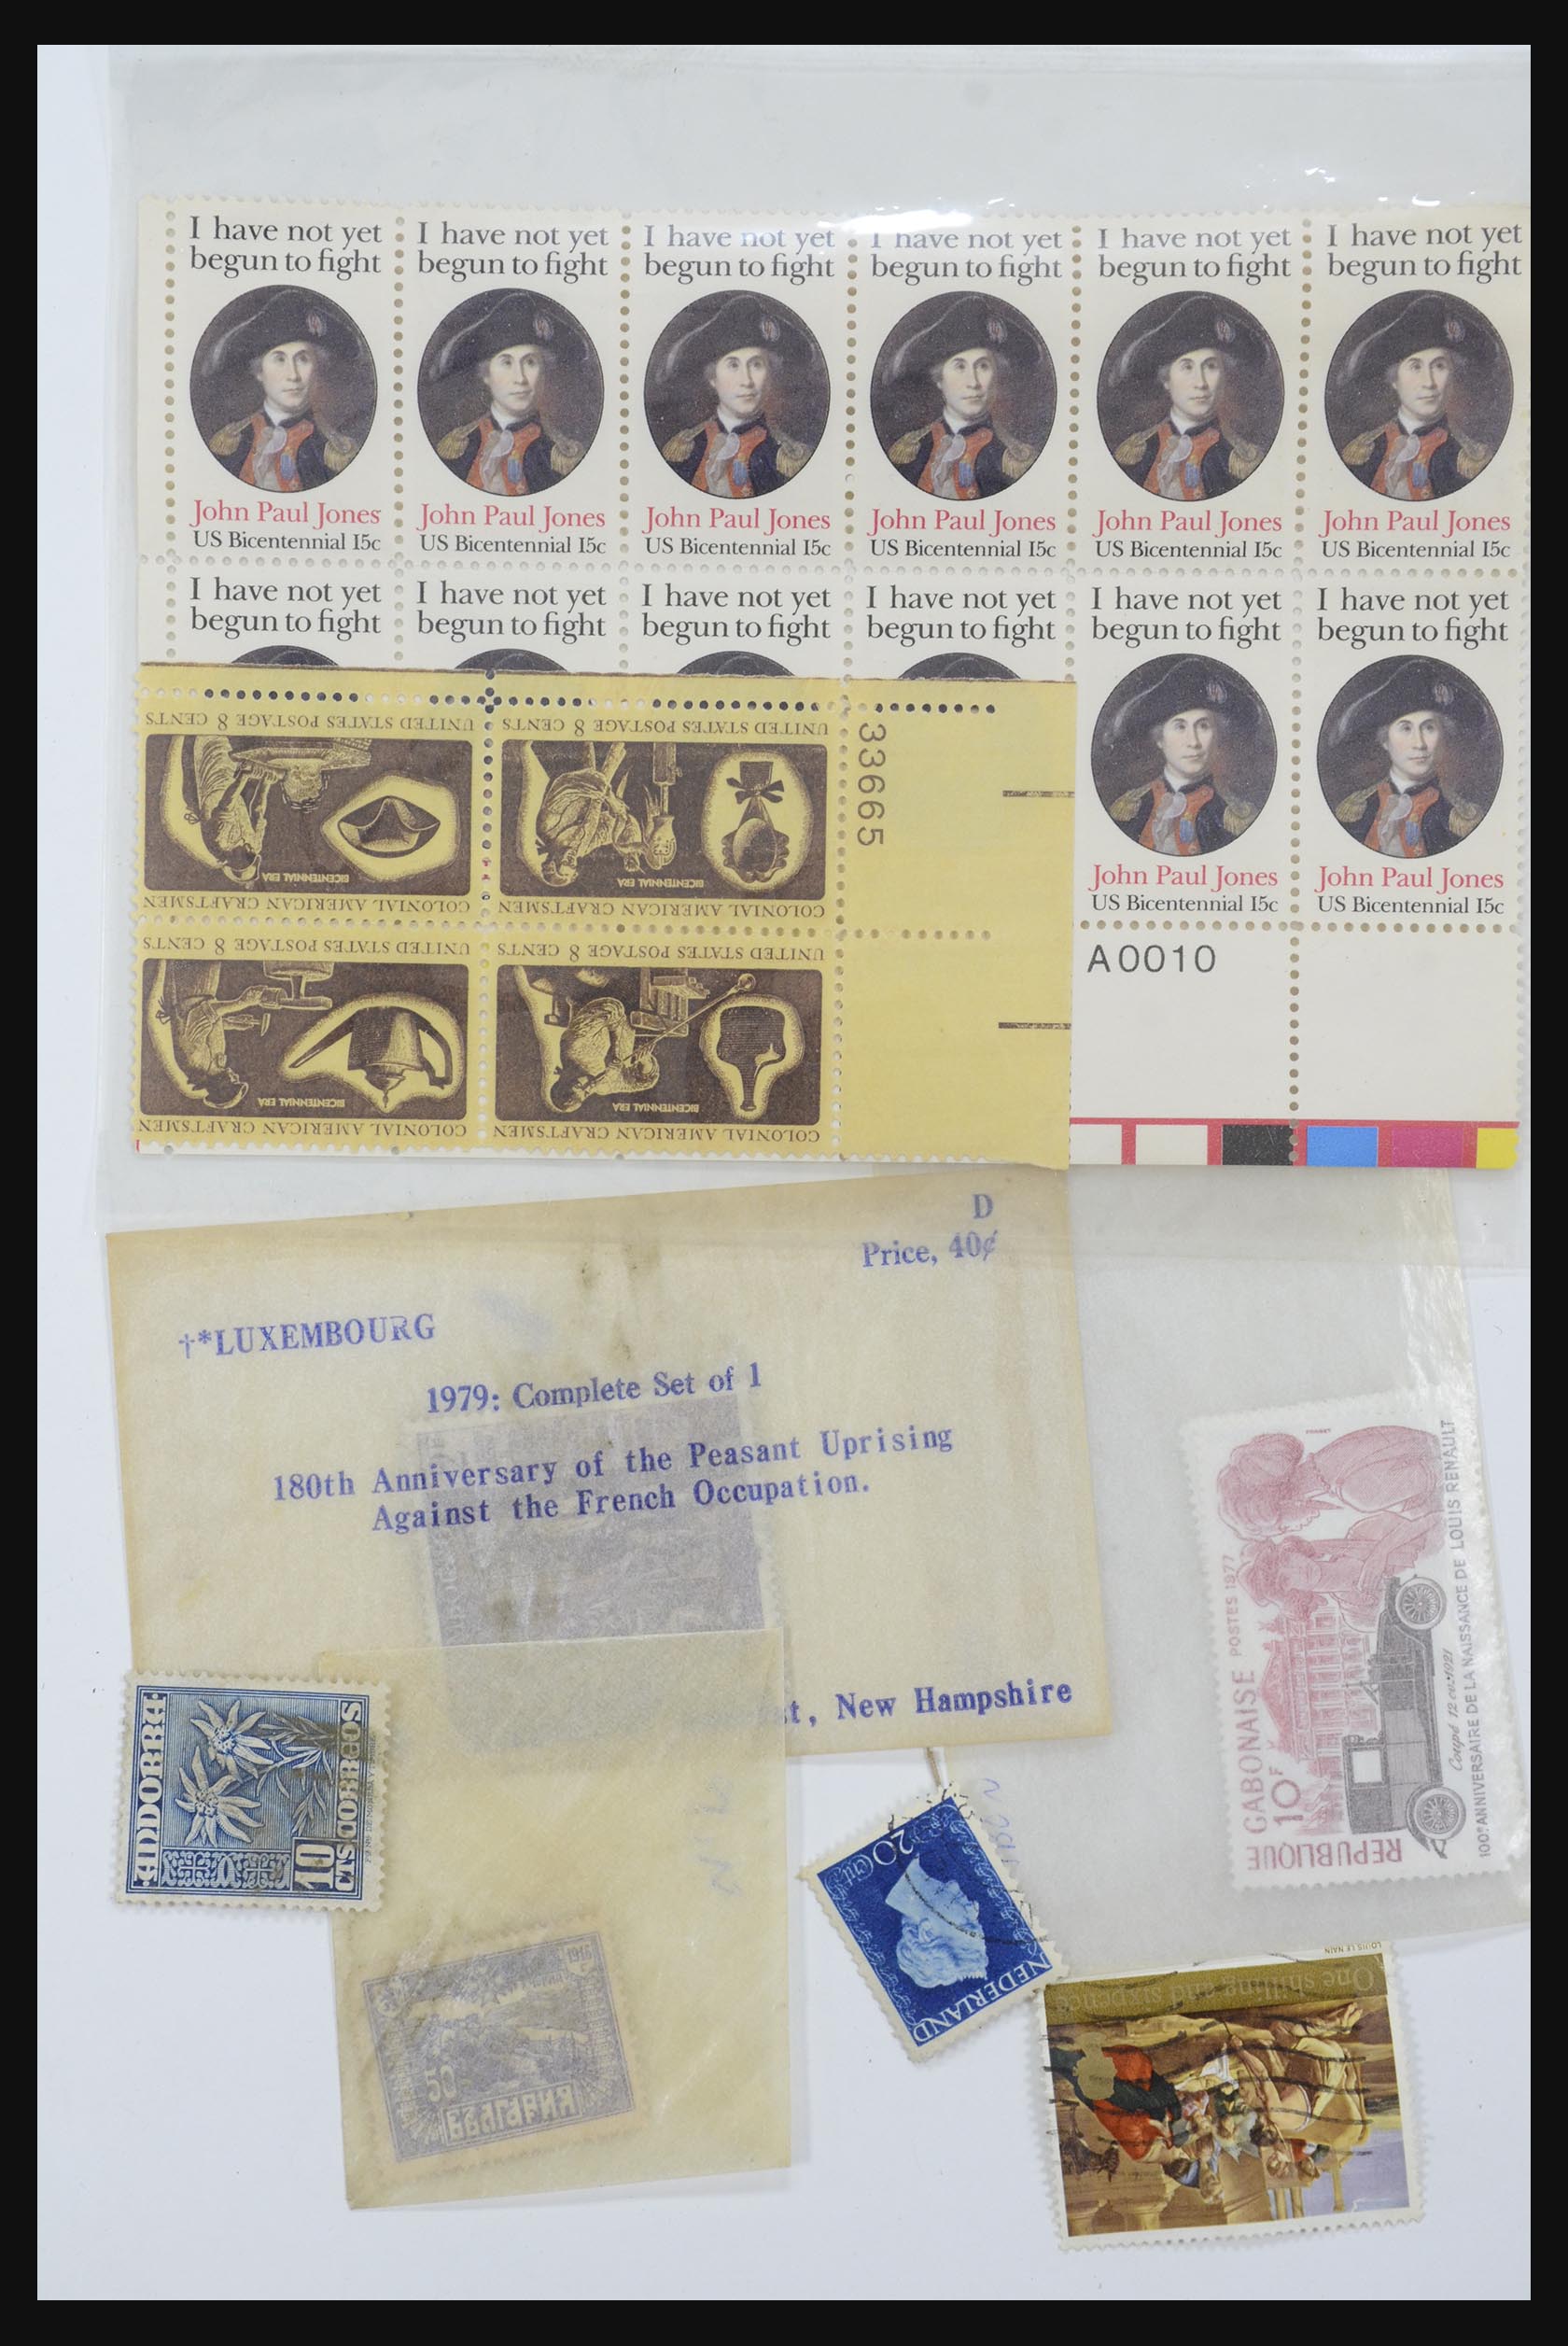 I have not yet
begun to fight
John Paul Jones
US Bicentennial 15c
I have not yet
begun to fight
John Paul Jones
US Bicentennial 15c
I have not yet
begun to fight
John Paul Jones
US Bicentennial 15c
I have not yet
begun to fight
John Paul Jones
US Bicentennial 15c
I have not yet
begun to fight
John Paul Jones
US Bicentennial 15c
I have not yet
begun to fight
John Paul Jones
US Bicentennial 15c
I have not yet
begun to fight
I have not yet
begun to fight
I have not yet
begun to fight
I have not yet
begun to fight
I have not yet
begun to fight
John Paul Jones
US Bicentennial 15c
I have not yet
begun to fight
John Paul Jones
US Bicentennial 15c
A0010
33665
COLONIAL AMERICAN CRAFTSMEN
BICENTENNIAL ERA
UNITED STATES POSTAGE 8 CENTS
COLONIAL AMERICAN CRAFTSMEN
BICENTENNIAL ERA
UNITED STATES POSTAGE 8 CENTS
COLONIAL AMERICAN CRAFTSMEN
BICENTENNIAL ERA
UNITED STATES POSTAGE 8 CENTS
COLONIAL AMERICAN CRAFTSMEN
BICENTENNIAL ERA
UNITED STATES POSTAGE 8 CENTS
D
Price, 40¢
†*LUXEMBOURG
1979: Complete Set of 1
180th Anniversary of the Peasant Uprising
Against the French Occupation.
st, New Hampshire
REPUBLIQUE
GABONAISE POSTES 1977
10F
Coupé 12 cv. 1921
100e ANNIVERSAIRE DE LA NAISSANCE DE LOUIS RENAULT
ANDORRA
10
CTS CORREOS
20 CT
NEDERLAND
1915
50
БЪЛГАРИЯ
One shilling and sixpence
LOUIS LE NAIN